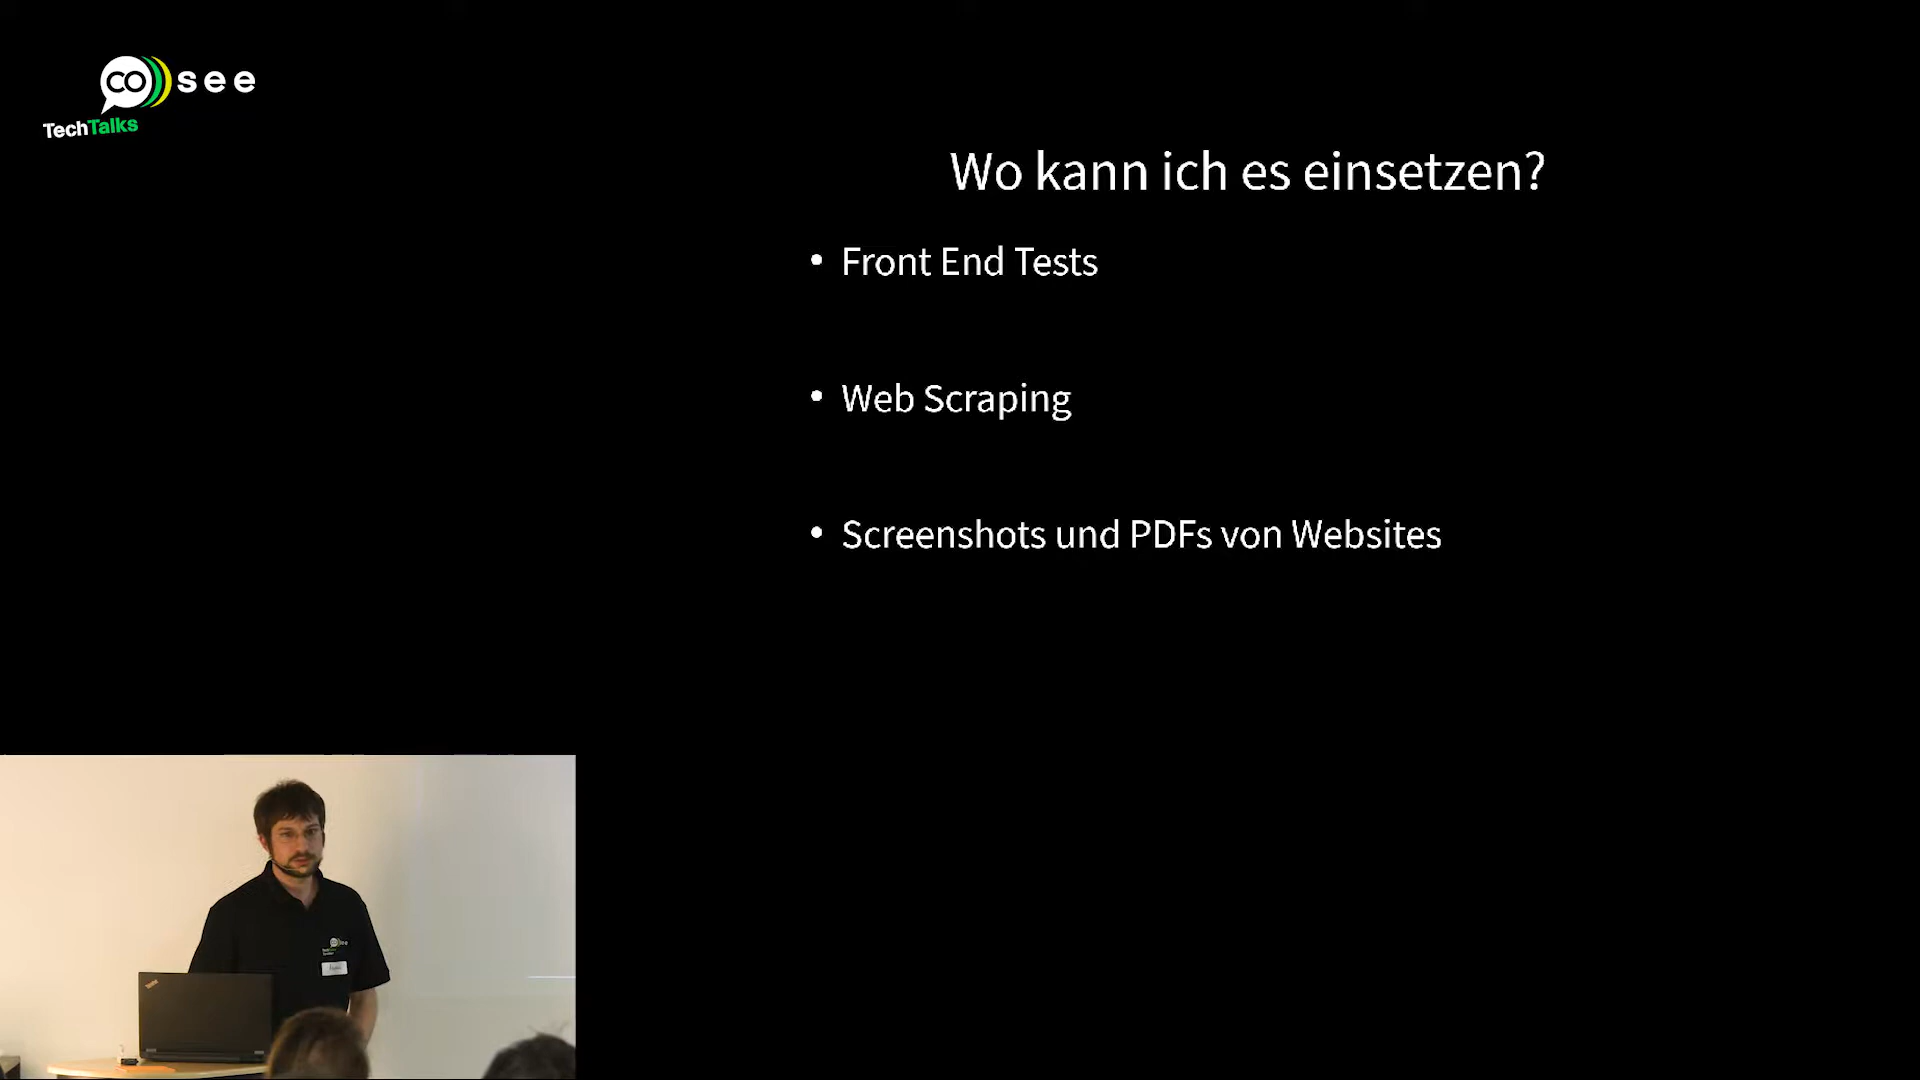 co see
TechTalks
Wo kann ich es einsetzen?
• Front End Tests
• Web Scraping
• Screenshots und PDFs von Websites